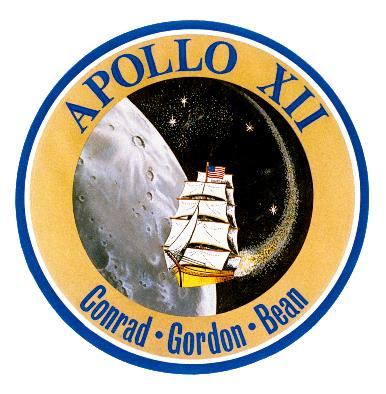 APOLLO XII
Conrad · Gordon · Bean